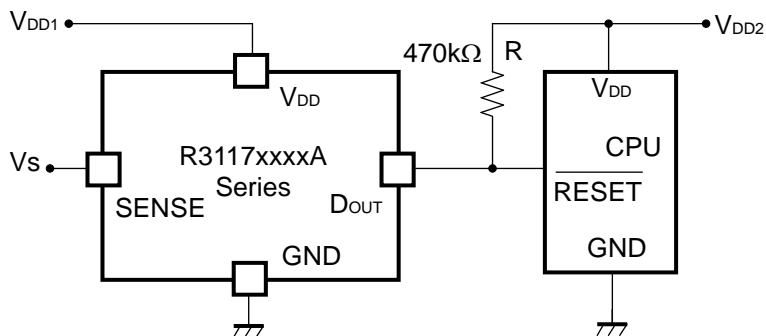 VDD1
VDD2
470kΩ R
VDD
VDD
R3117xxxxA
Series
CPU
Vs
SENSE
DOUT
RESET
GND
GND